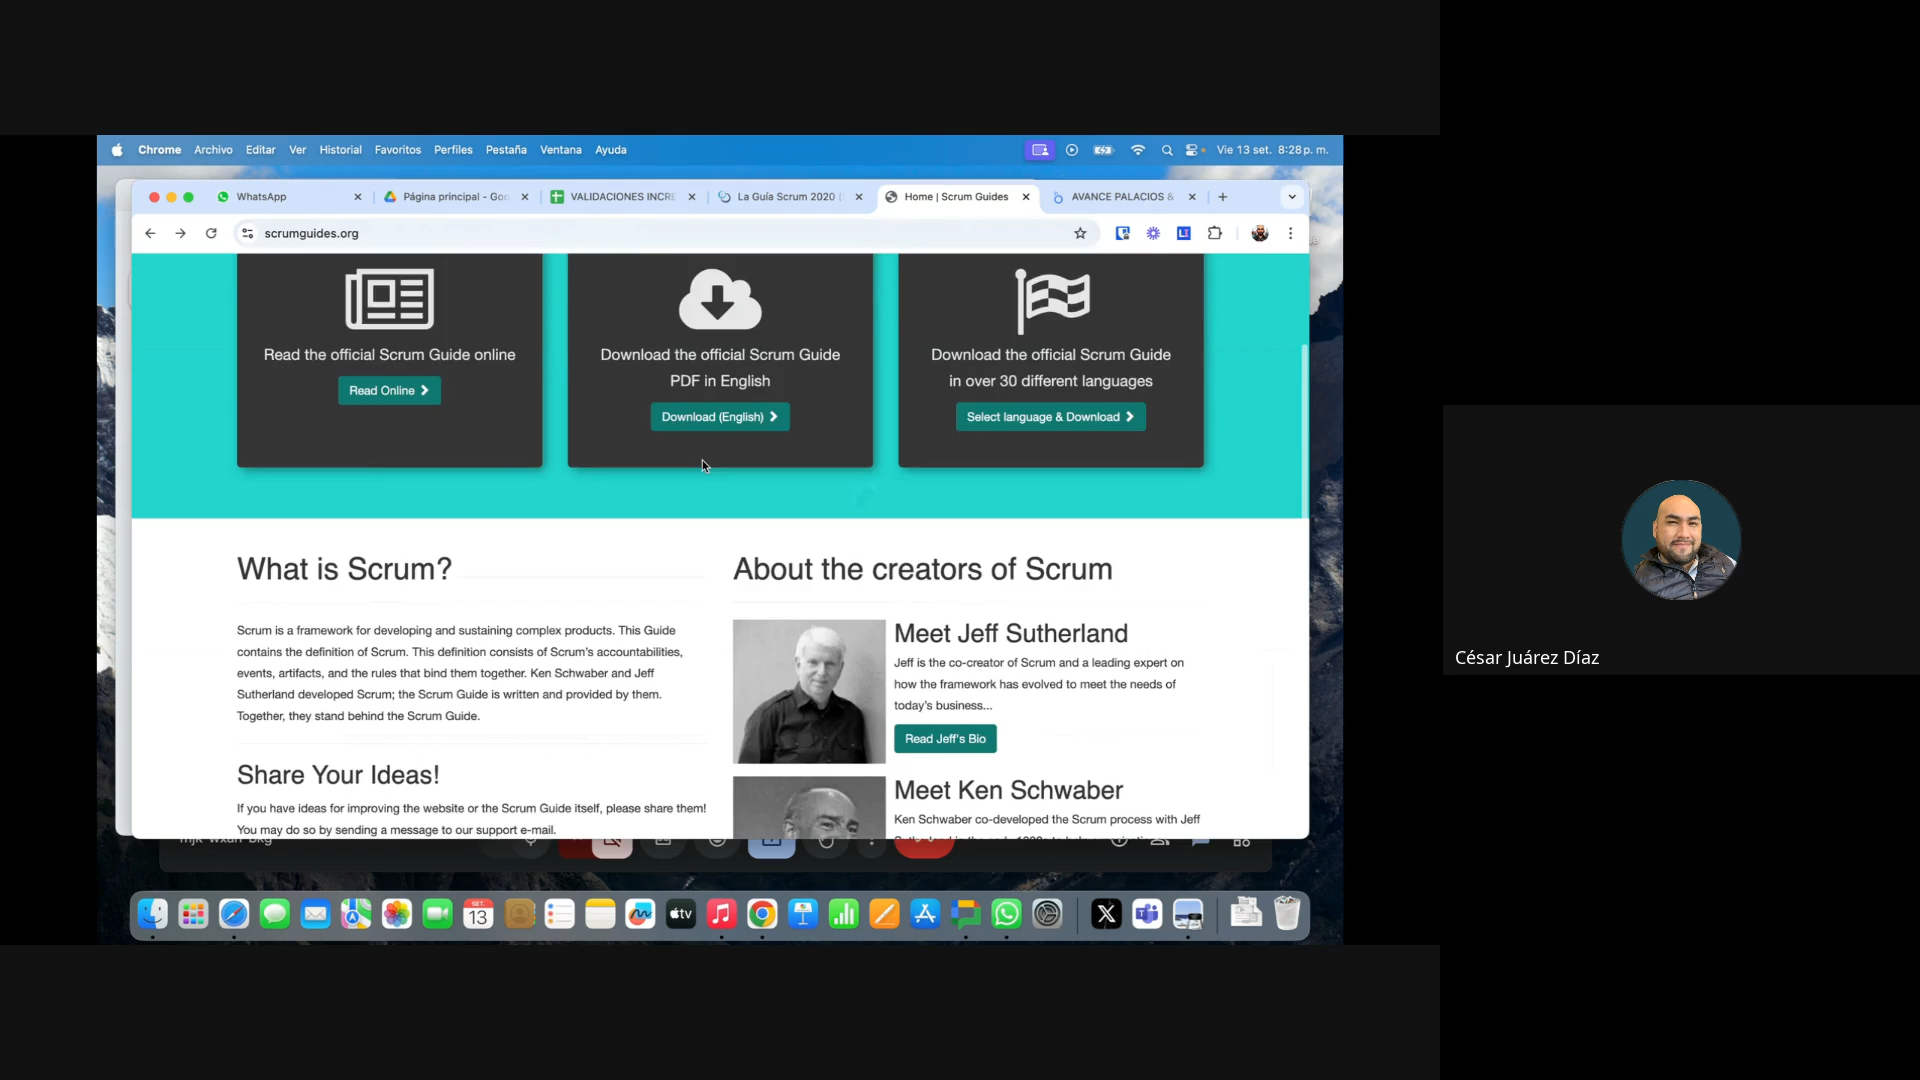 Chrome Archivo Editar Ver Historial Favoritos Perfiles Pestaña Ventana Ayuda
Vie 13 set. 8:28 p. m.
WhatsApp
Página principal - Goo
VALIDACIONES INCRE
La Guía Scrum 2020 (
Home | Scrum Guides
AVANCE PALACIOS &
scrumguides.org
Read the official Scrum Guide online
Read Online
Download the official Scrum Guide
PDF in English
Download (English)
Download the official Scrum Guide
in over 30 different languages
Select language & Download
What is Scrum?
Scrum is a framework for developing and sustaining complex products. This Guide
contains the definition of Scrum. This definition consists of Scrum's accountabilities,
events, artifacts, and the rules that bind them together. Ken Schwaber and Jeff
Sutherland developed Scrum; the Scrum Guide is written and provided by them.
Together, they stand behind the Scrum Guide.
Share Your Ideas!
If you have ideas for improving the website or the Scrum Guide itself, please share them!
You may do so by sending a message to our support e-mail.
About the creators of Scrum
Meet Jeff Sutherland
Jeff is the co-creator of Scrum and a leading expert on
how the framework has evolved to meet the needs of
today's business...
Read Jeff's Bio
Meet Ken Schwaber
Ken Schwaber co-developed the Scrum process with Jeff
SET.
13
tv
César Juárez Díaz